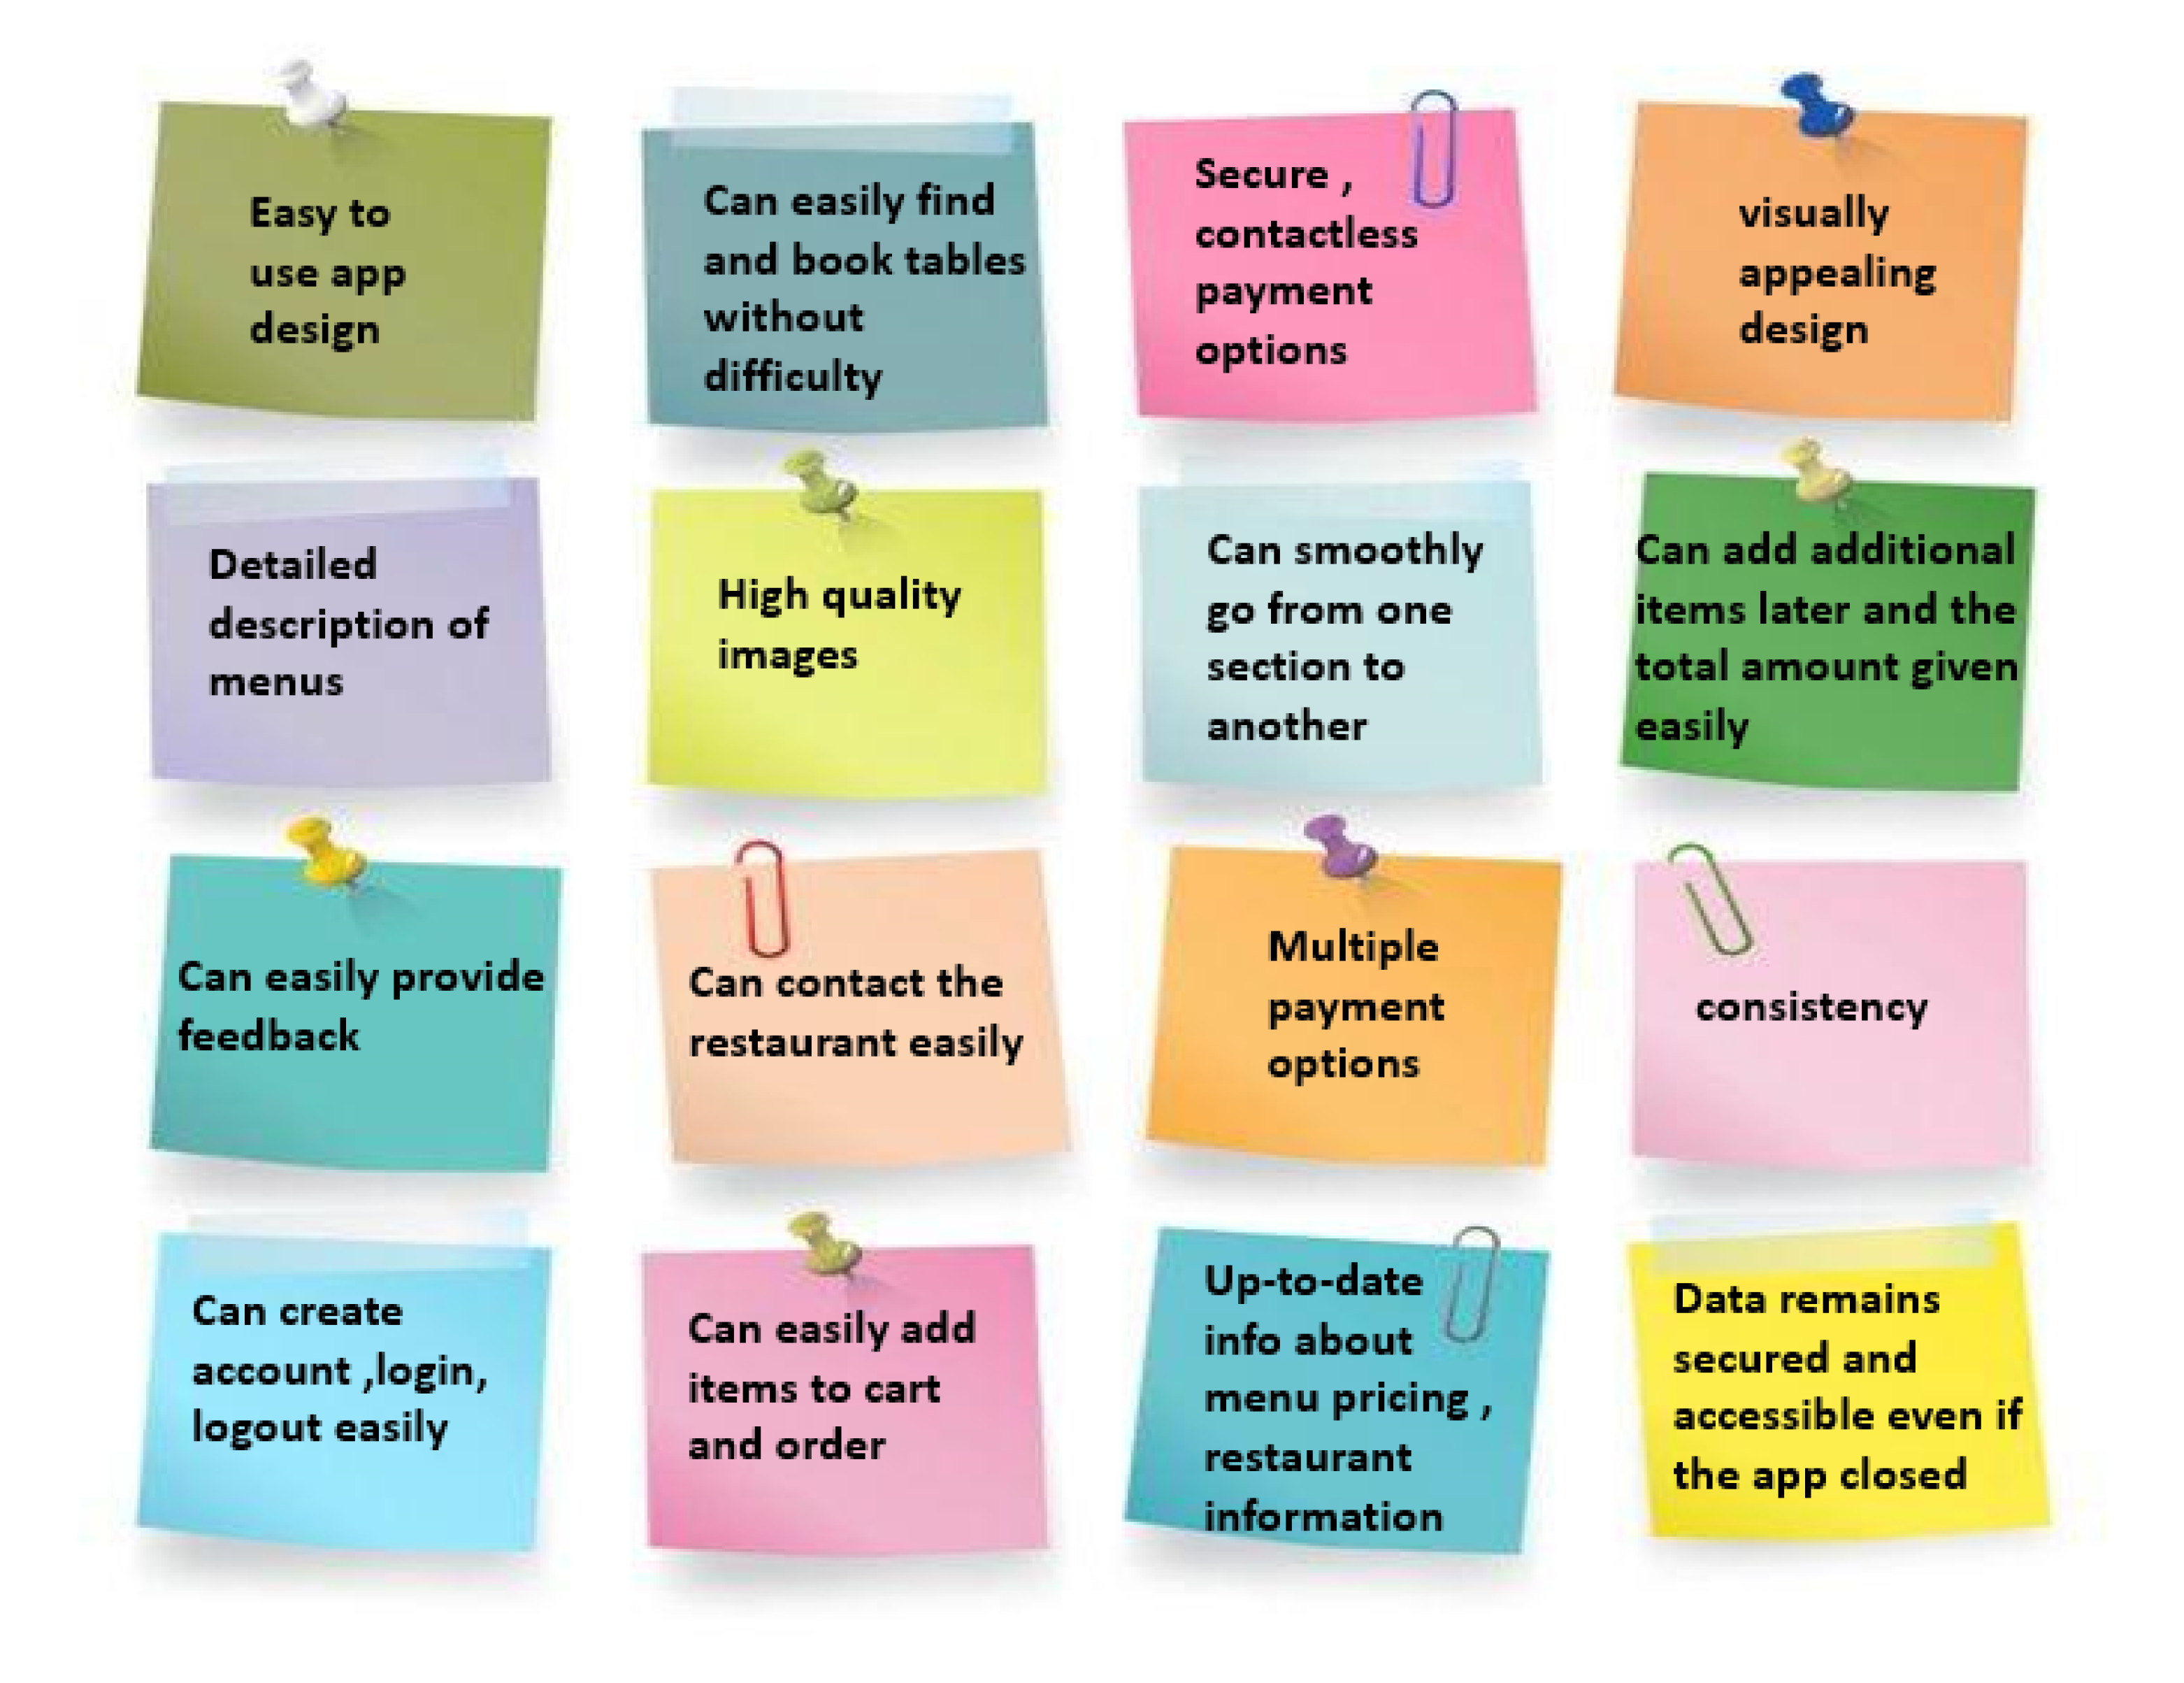 Easy to
use app
design
Can easily find
and book tables
without
difficulty
Secure ,
contactless
payment
options
visually
appealing
design
Detailed
description of
menus
High quality
images
Can smoothly
go from one
section to
another
Can add additional
items later and the
total amount given
easily
Can easily provide
feedback
Can contact the
restaurant easily
Multiple
payment
options
consistency
Can create
account ,login,
logout easily
Can easily add
items to cart
and order
Up-to-date
info about
menu pricing ,
restaurant
information
Data remains
secured and
accessible even if
the app closed